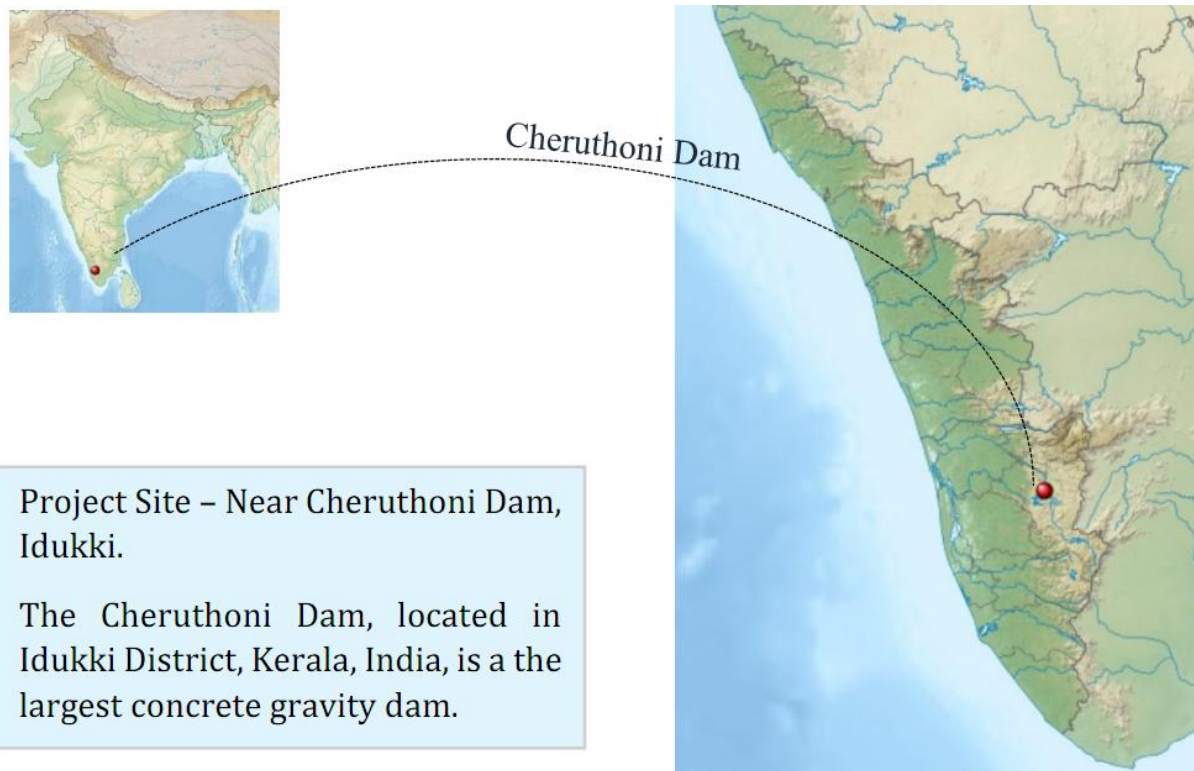 Cheruthoni Dam
Project Site – Near Cheruthoni Dam,
Idukki.
The Cheruthoni Dam, located in
Idukki District, Kerala, India, is a the
largest concrete gravity dam.